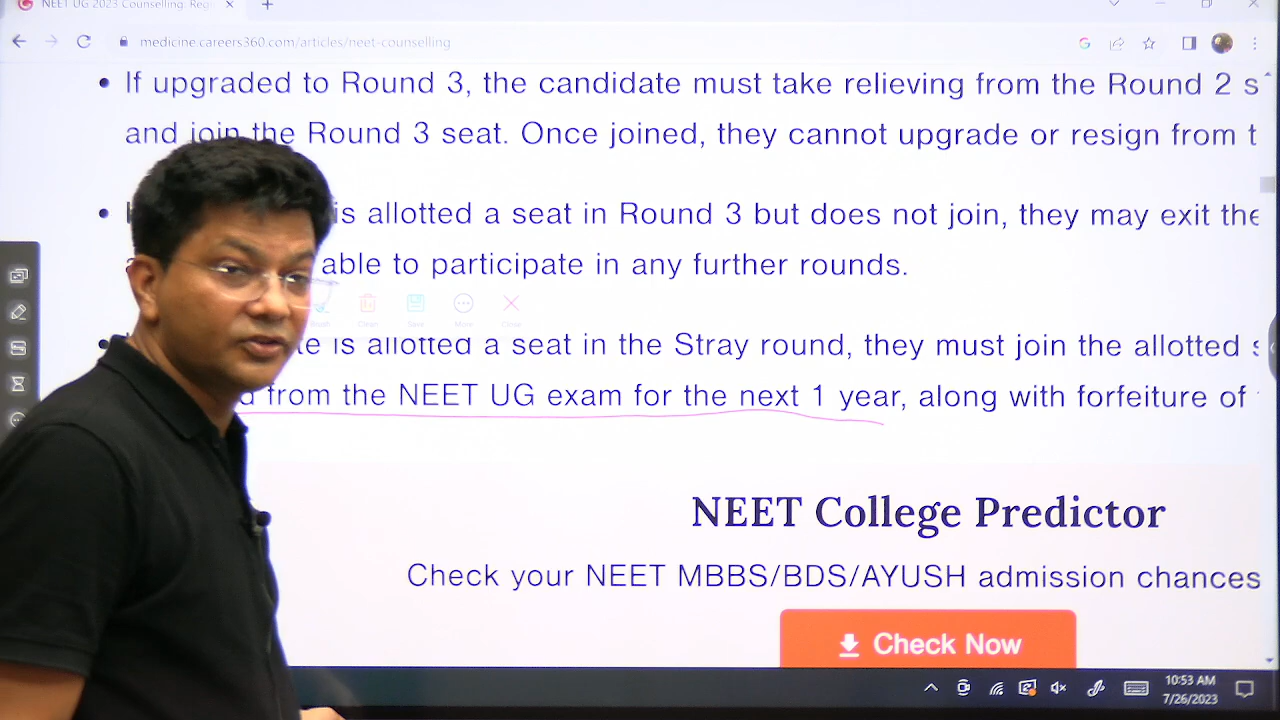 NEET UG 2023 Counselling: Reg
medicine.careers360.com/articles/neet-counselling
If upgraded to Round 3, the candidate must take relieving from the Round 2 s
and join the Round 3 seat. Once joined, they cannot upgrade or resign from t
is allotted a seat in Round 3 but does not join, they may exit the
able to participate in any further rounds.
Clean Save More Close
is allotted a seat in the Stray round, they must join the allotted s
from the NEET UG exam for the next 1 year, along with forfeiture of
NEET College Predictor
Check your NEET MBBS/BDS/AYUSH admission chances
Check Now
10:53 AM
7/26/2023